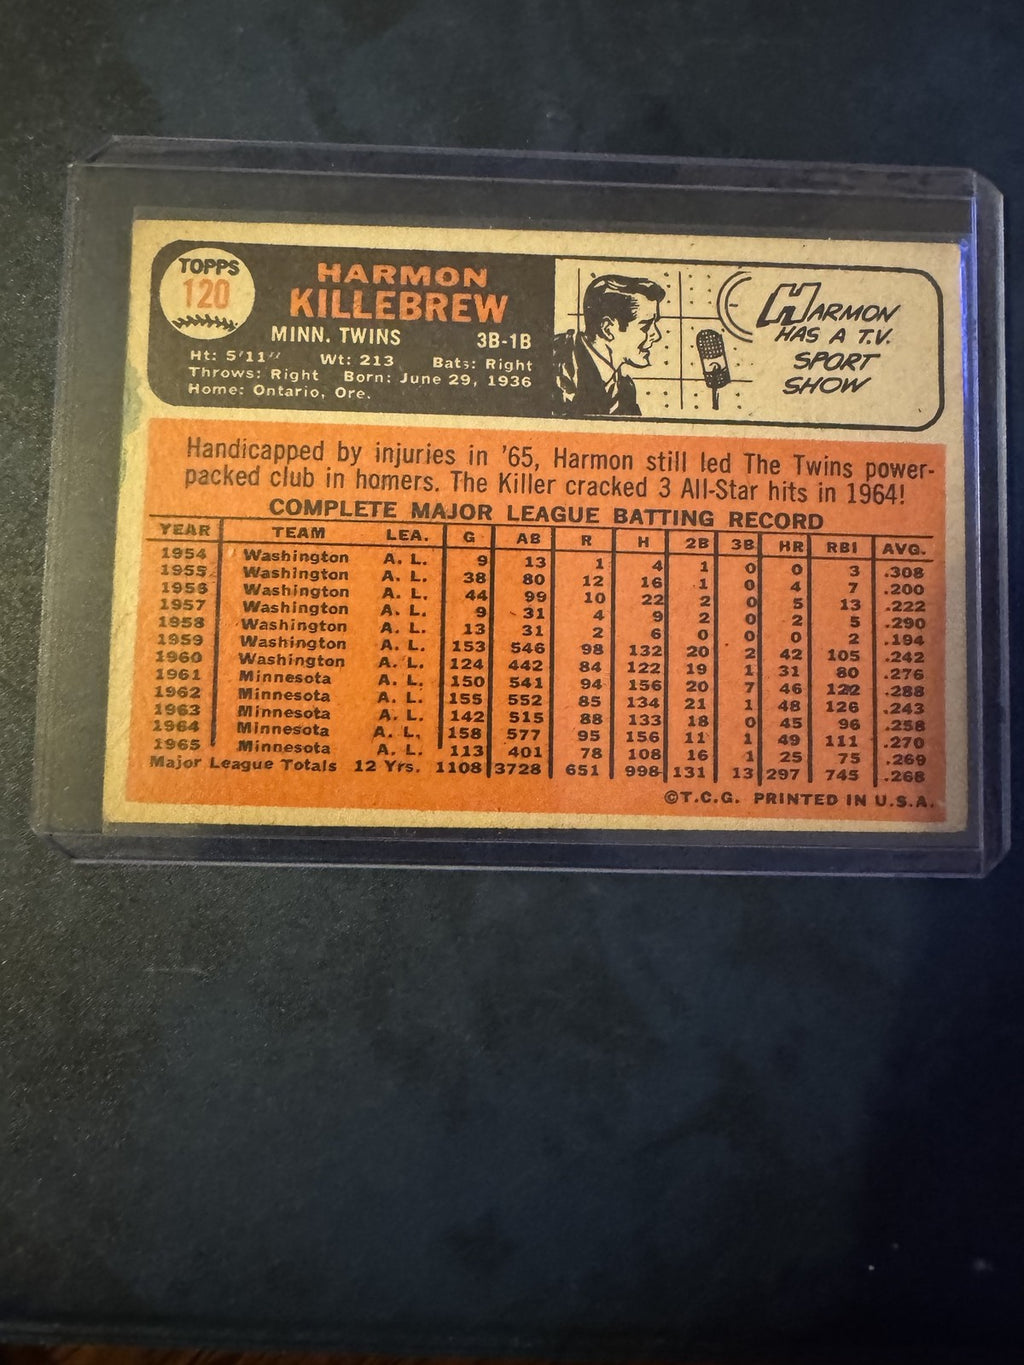 TOPPS
120
HARMON
KILLEBREW
MINN. TWINS 3B-1B
Ht: 5'11" Wt: 213 Bats: Right
Throws: Right Born: June 29, 1936
Home: Ontario, Ore.
HARMON
HAS A T.V.
SPORT
SHOW
Handicapped by injuries in '65, Harmon still led The Twins power-
packed club in homers. The Killer cracked 3 All-Star hits in 1964!
COMPLETE MAJOR LEAGUE BATTING RECORD
YEAR TEAM LEA. G AB R H 2B 3B HR RBI AVG.
1954 Washington A. L. 9 13 1 4 1 0 0 3 .308
1955 Washington A. L. 38 80 12 16 1 0 4 7 .200
1956 Washington A. L. 44 99 10 22 2 0 5 13 .222
1957 Washington A. L. 9 31 4 9 2 0 2 5 .290
1958 Washington A. L. 13 31 2 6 0 0 0 2 .194
1959 Washington A. L. 153 546 98 132 20 2 42 105 .242
1960 Washington A. L. 124 442 84 122 19 1 31 80 .276
1961 Minnesota A. L. 150 541 94 156 20 7 46 122 .288
1962 Minnesota A. L. 155 552 85 134 21 1 48 126 .243
1963 Minnesota A. L. 142 515 88 133 18 0 45 96 .258
1964 Minnesota A. L. 158 577 95 156 11 1 49 111 .270
1965 Minnesota A. L. 113 401 78 108 16 1 25 75 .269
Major League Totals 12 Yrs. 1108 3728 651 998 131 13 297 745 .268
©T.C.G. PRINTED IN U.S.A.